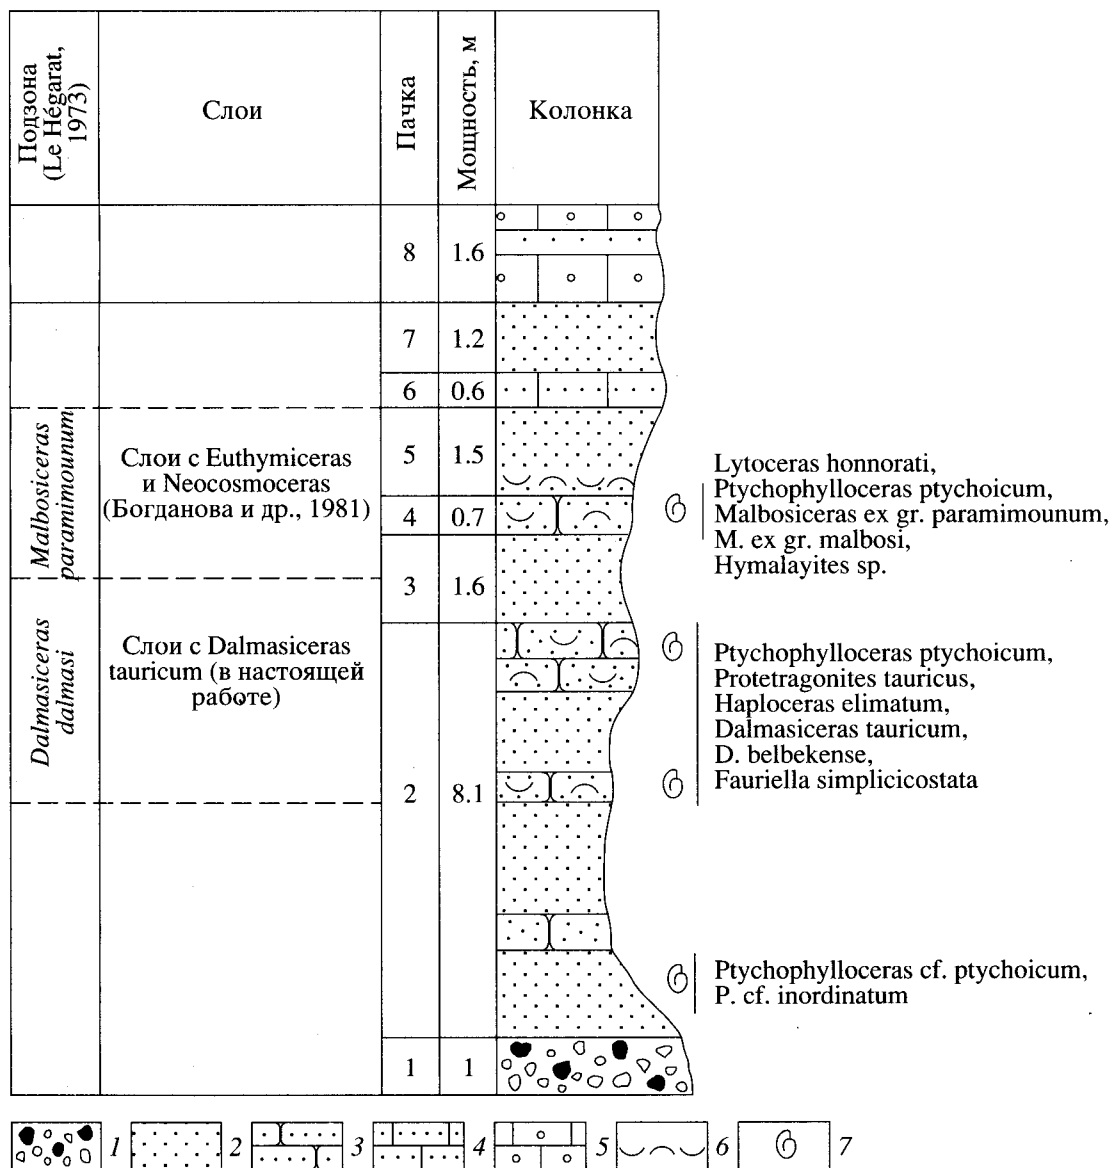 Подзона
(Le Hégarat,
1973)
Слои
Пачка
Мощность, м
Колонка
8
1.6
7
1.2
6
0.6
Malbosiceras
paramimounum
Слои с Euthymiceras
и Neocosmoceras
(Богданова и др., 1981)
5
1.5
4
0.7
3
1.6
Lytoceras honnorati,
Ptychophylloceras ptychoicum,
Malbosiceras ex gr. paramimounum,
M. ex gr. malbosi,
Hymalayites sp.
Dalmasiceras
dalmasi
Слои с Dalmasiceras
tauricum (в настоящей
работе)
2
8.1
Ptychophylloceras ptychoicum,
Protetragonites tauricus,
Haploceras elimatum,
Dalmasiceras tauricum,
D. belbekense,
Fauriella simplicicostata
Ptychophylloceras cf. ptychoicum,
P. cf. inordinatum
1
1
1
2
3
4
5
6
7